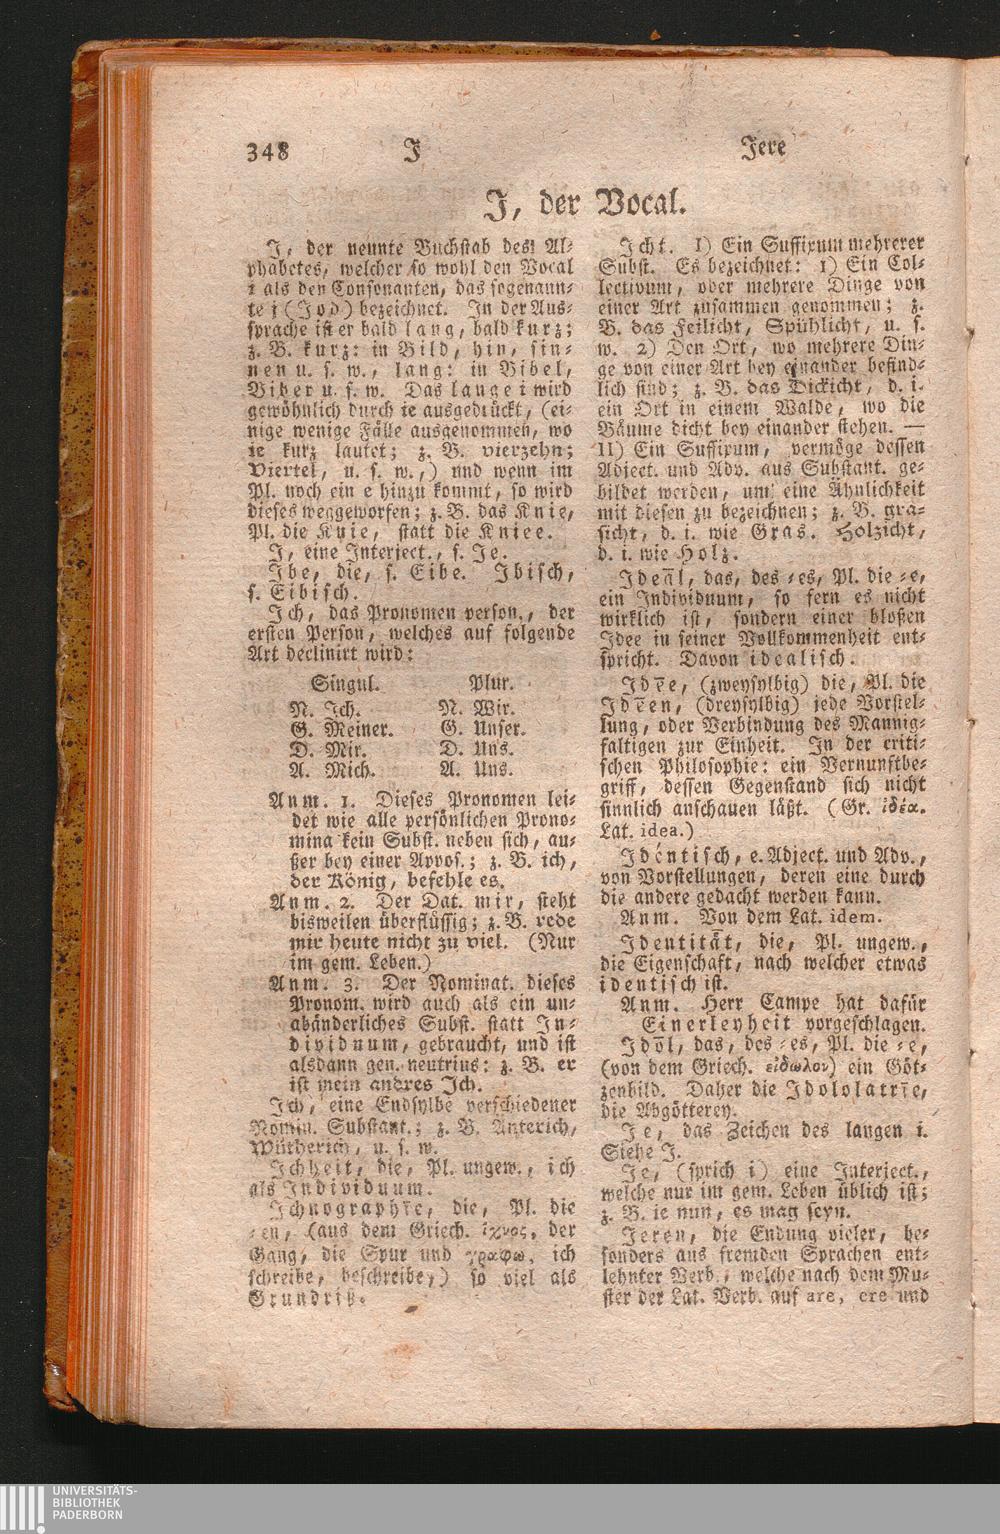 348
J
Jere
J, der Vocal.
J, der neunte Buchstab des Al-
phabetes, welcher so wohl den Vocal
i als den Consonanten, das sogenann-
te j (Jod) bezeichnet. In der Aus-
sprache ist er bald lang, bald kurz;
z. B. kurz: in Bild, hin, sin-
nen u. s. w., lang: in Bibel,
Biber u. s. w. Das lange i wird
gewöhnlich durch ie ausgedrückt, (ei-
nige wenige Fälle ausgenommen, wo
ie kurz lautet; z. B. vierzehn;
Viertel, u. s. w.,) und wenn im
Pl. noch ein e hinzu kommt, so wird
dieses weggeworfen; z. B. das Knie,
Pl. die Knie, statt die Kniee.
J, eine Interject., s. Je.
Ibe, die, s. Eibe. Ibisch,
s. Eibisch.
Ich, das Pronomen person., der
ersten Person, welches auf folgende
Art declinirt wird:
Singul. Plur.
N. Ich. N. Wir.
G. Meiner. G. Unser.
D. Mir. D. Uns.
A. Mich. A. Uns.
Anm. 1. Dieses Pronomen lei-
det wie alle persönlichen Prono-
mina kein Subst. neben sich, au-
ßer bey einer Appos.; z. B. ich,
der König, befehle es.
Anm. 2. Der Dat. mir, steht
bisweilen überflüssig; z. B. rede
mir heute nicht zu viel. (Nur
im gem. Leben.)
Anm. 3. Der Nominat. dieses
Pronom. wird auch als ein un-
abänderliches Subst. statt In-
dividuum, gebraucht, und ist
alsdann gen. neutrius: z. B. er
ist mein andres Ich.
Ich, eine Endsylbe verschiedener
Nomin. Substant.; z. B. Änterich,
Wütherich, u. s. w.
Ichheit, die, Pl. ungew., ich
als Individuum.
Ichnographīe, die, Pl. die
-en, (aus dem Griech. ἰχνος, der
Gang, die Spur und γραφω, ich
schreibe, beschreibe,) so viel als
Grundriß.
Icht. I) Ein Suffixum mehrerer
Subst. Es bezeichnet: 1) Ein Col-
lectivum, oder mehrere Dinge von
einer Art zusammen genommen; z.
B. das Feilicht, Spühlicht, u. s.
w. 2) Den Ort, wo mehrere Din-
ge von einer Art bey einander befind-
lich sind; z. B. das Dickicht, d. i.
ein Ort in einem Walde, wo die
Bäume dicht bey einander stehen. —
II) Ein Suffixum, vermöge dessen
Adject. und Adv. aus Substant. ge-
bildet werden, um eine Ähnlichkeit
mit diesen zu bezeichnen; z. B. gra-
sicht, d. i. wie Gras. Holzicht,
d. i. wie Holz.
Ideāl, das, des -es, Pl. die -e,
ein Individuum, so fern es nicht
wirklich ist, sondern einer bloßen
Idee in seiner Vollkommenheit ent-
spricht. Davon idealisch.
Idēe, (zweysylbig) die, Pl. die
Idēen, (dreysylbig) jede Vorstel-
lung, oder Verbindung des Mannig-
faltigen zur Einheit. In der criti-
schen Philosophie: ein Vernunftbe-
griff, dessen Gegenstand sich nicht
sinnlich anschauen läßt. (Gr. ἰδέα.
Lat. idea.)
Idéntisch, e. Adject. und Adv.,
von Vorstellungen, deren eine durch
die andere gedacht werden kann.
Anm. Von dem Lat. idem.
Identitāt, die, Pl. ungew.,
die Eigenschaft, nach welcher etwas
identisch ist.
Anm. Herr Campe hat dafür
Einerleyheit vorgeschlagen.
Idōl, das, des -es, Pl. die -e,
(von dem Griech. εἰδωλον) ein Göt-
zenbild. Daher die Idololatrīe,
die Abgötterey.
Je, das Zeichen des langen i.
Siehe J.
Je, (sprich i) eine Interject.,
welche nur im gem. Leben üblich ist;
z. B. ie nun, es mag seyn.
Jeren, die Endung vieler, be-
sonders aus fremden Sprachen ent-
lehnter Verb., welche nach dem Mu-
ster der Lat. Verb. auf are, ere und
UNIVERSITÄTS-
BIBLIOTHEK
PADERBORN